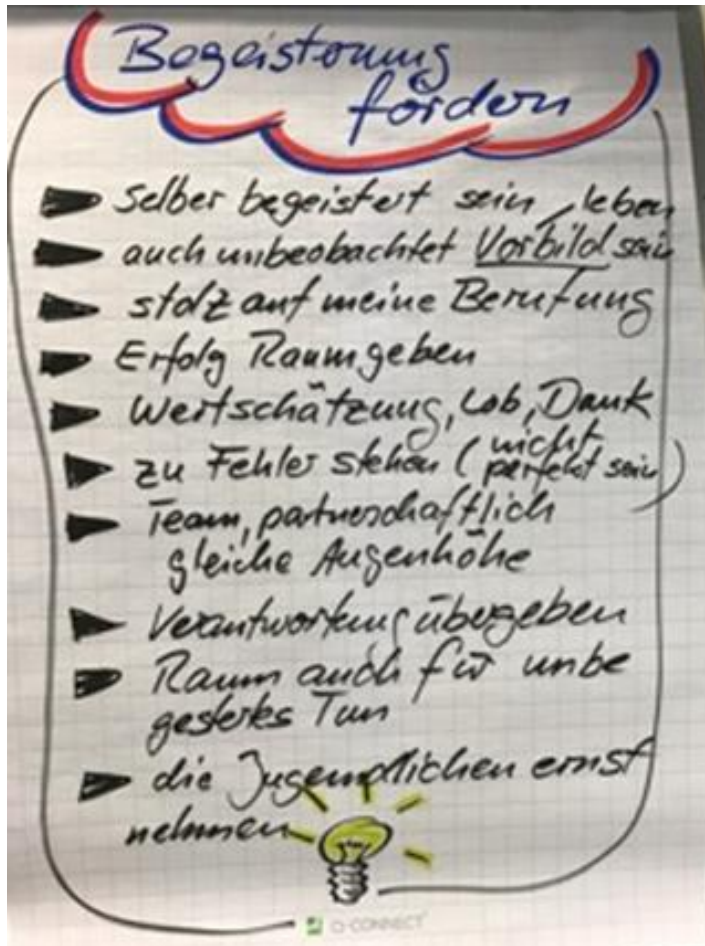 Begeisterung
fördern
Selber begeistert sein, leben
auch unbeobachtet Vorbild sein
stolz auf meine Berufung
Erfolg Raum geben
Wertschätzung, Lob, Dank
zu Fehler stehen (nicht perfekt sein)
Team, partnerschaftlich
gleiche Augenhöhe
Verantwortung übergeben
Raum auch für unbe
Tun
die Jugendlichen ernst
nehmen
Q-CONNECT